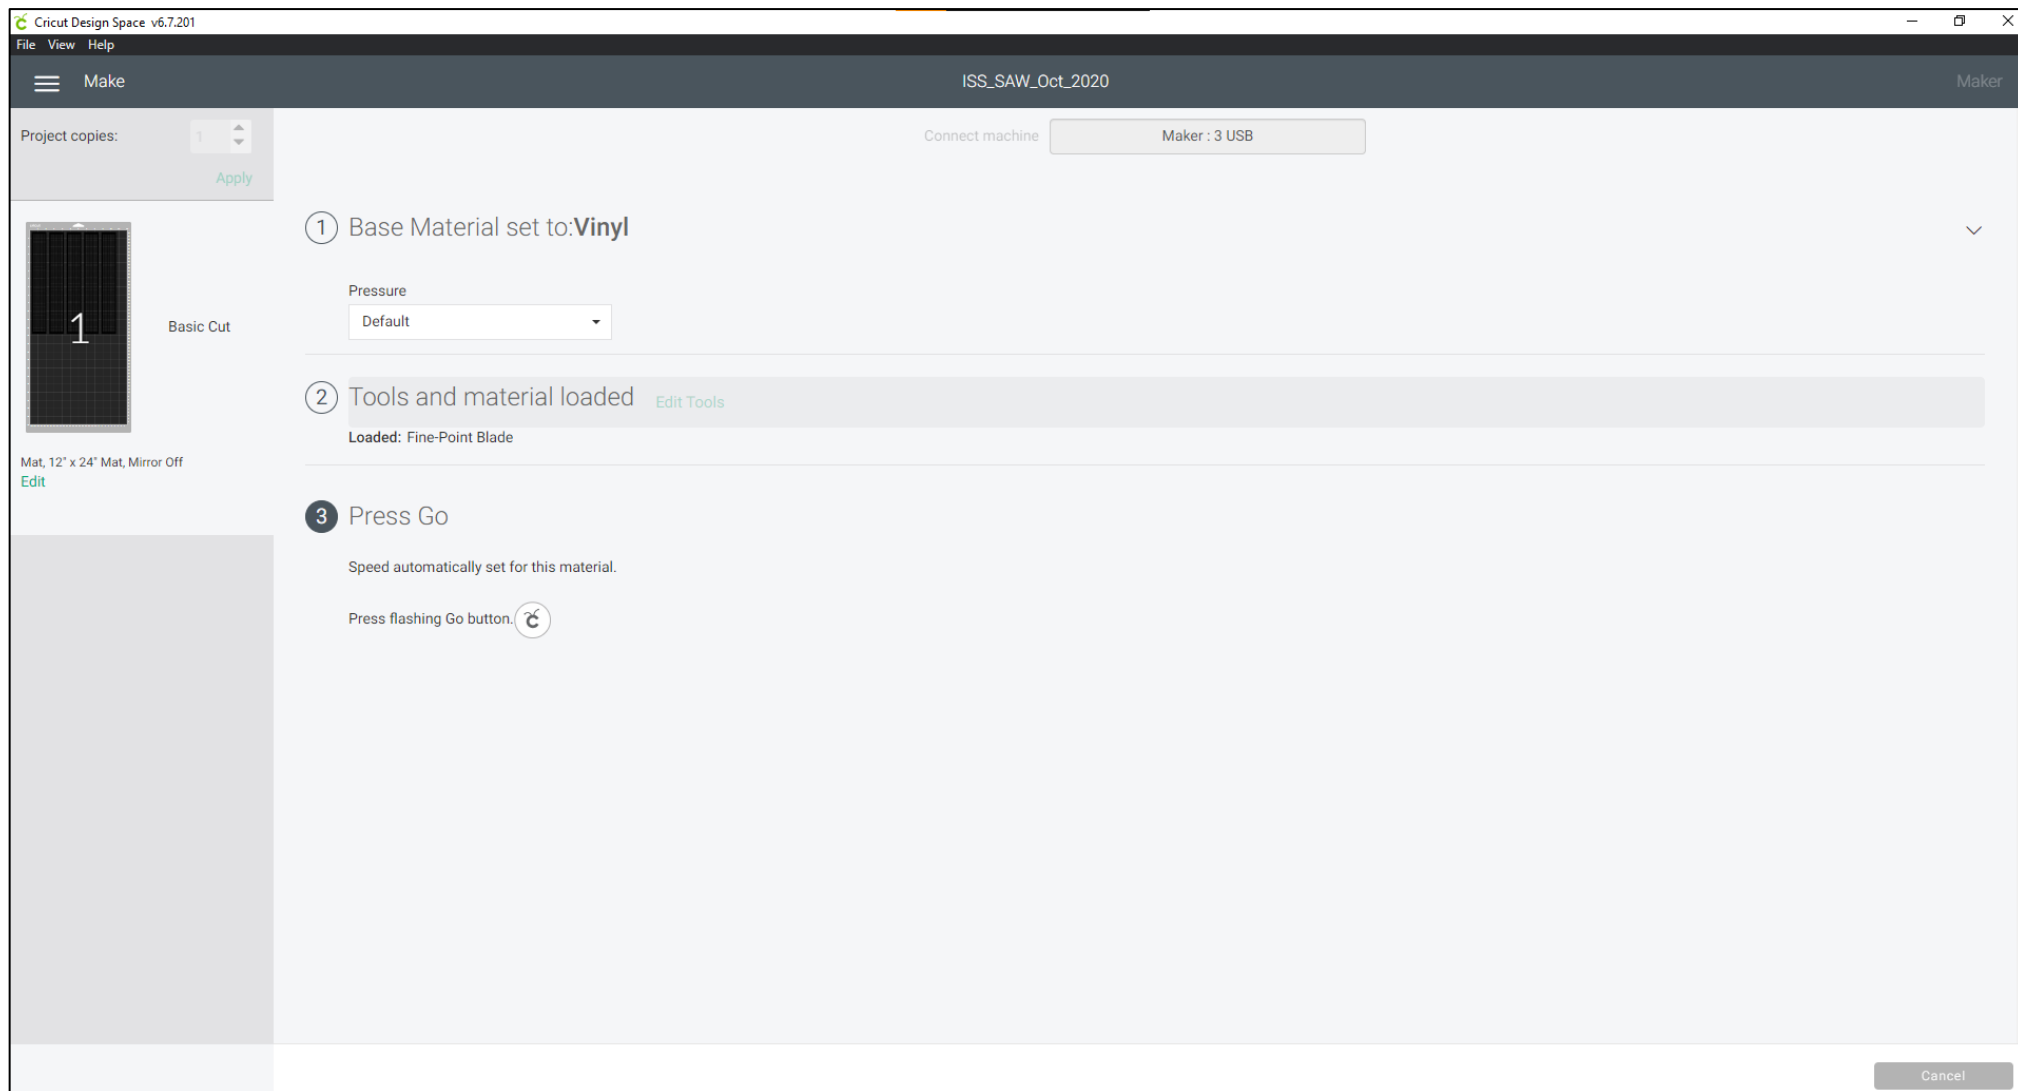 Cricut Design Space v6.7.201
File View Help
Make
ISS_SAW_Oct_2020
Maker
Project copies:
1
Apply
Connect machine
Maker : 3 USB
1 Base Material set to:Vinyl
Pressure
Default
1
Basic Cut
2 Tools and material loaded Edit Tools
Loaded: Fine-Point Blade
Mat, 12" x 24" Mat, Mirror Off
Edit
3 Press Go
Speed automatically set for this material.
Press flashing Go button.
Cancel